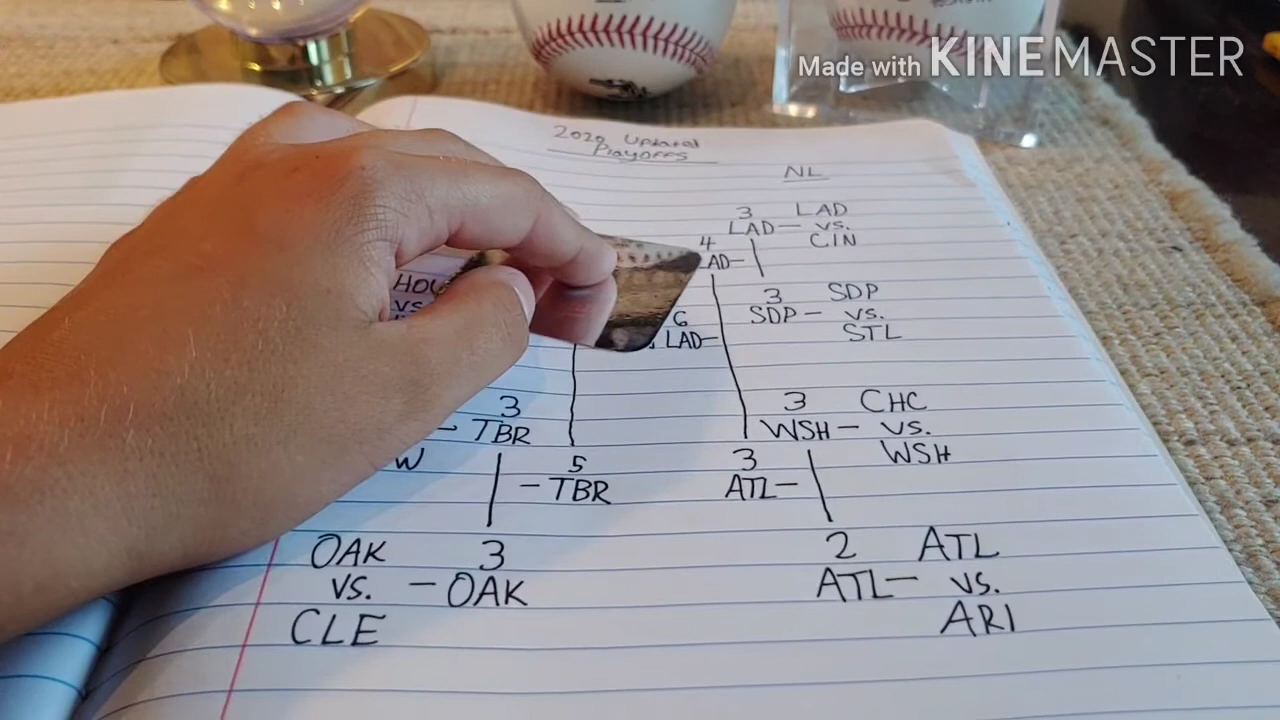 Made with KINEMASTER
2020 Updated
Playoffs
NL
3 LAD
LAD- vs.
CIN
4
AD-
HOU
vs
3 SDP
SDP- vs.
STL
6
LAD-
3
- TBR
W
3 CHC
WSH- vs.
WSH
5
-TBR
3
ATL-
OAK 3
vs. -OAK
CLE
2 ATL
ATL- vs.
ARI